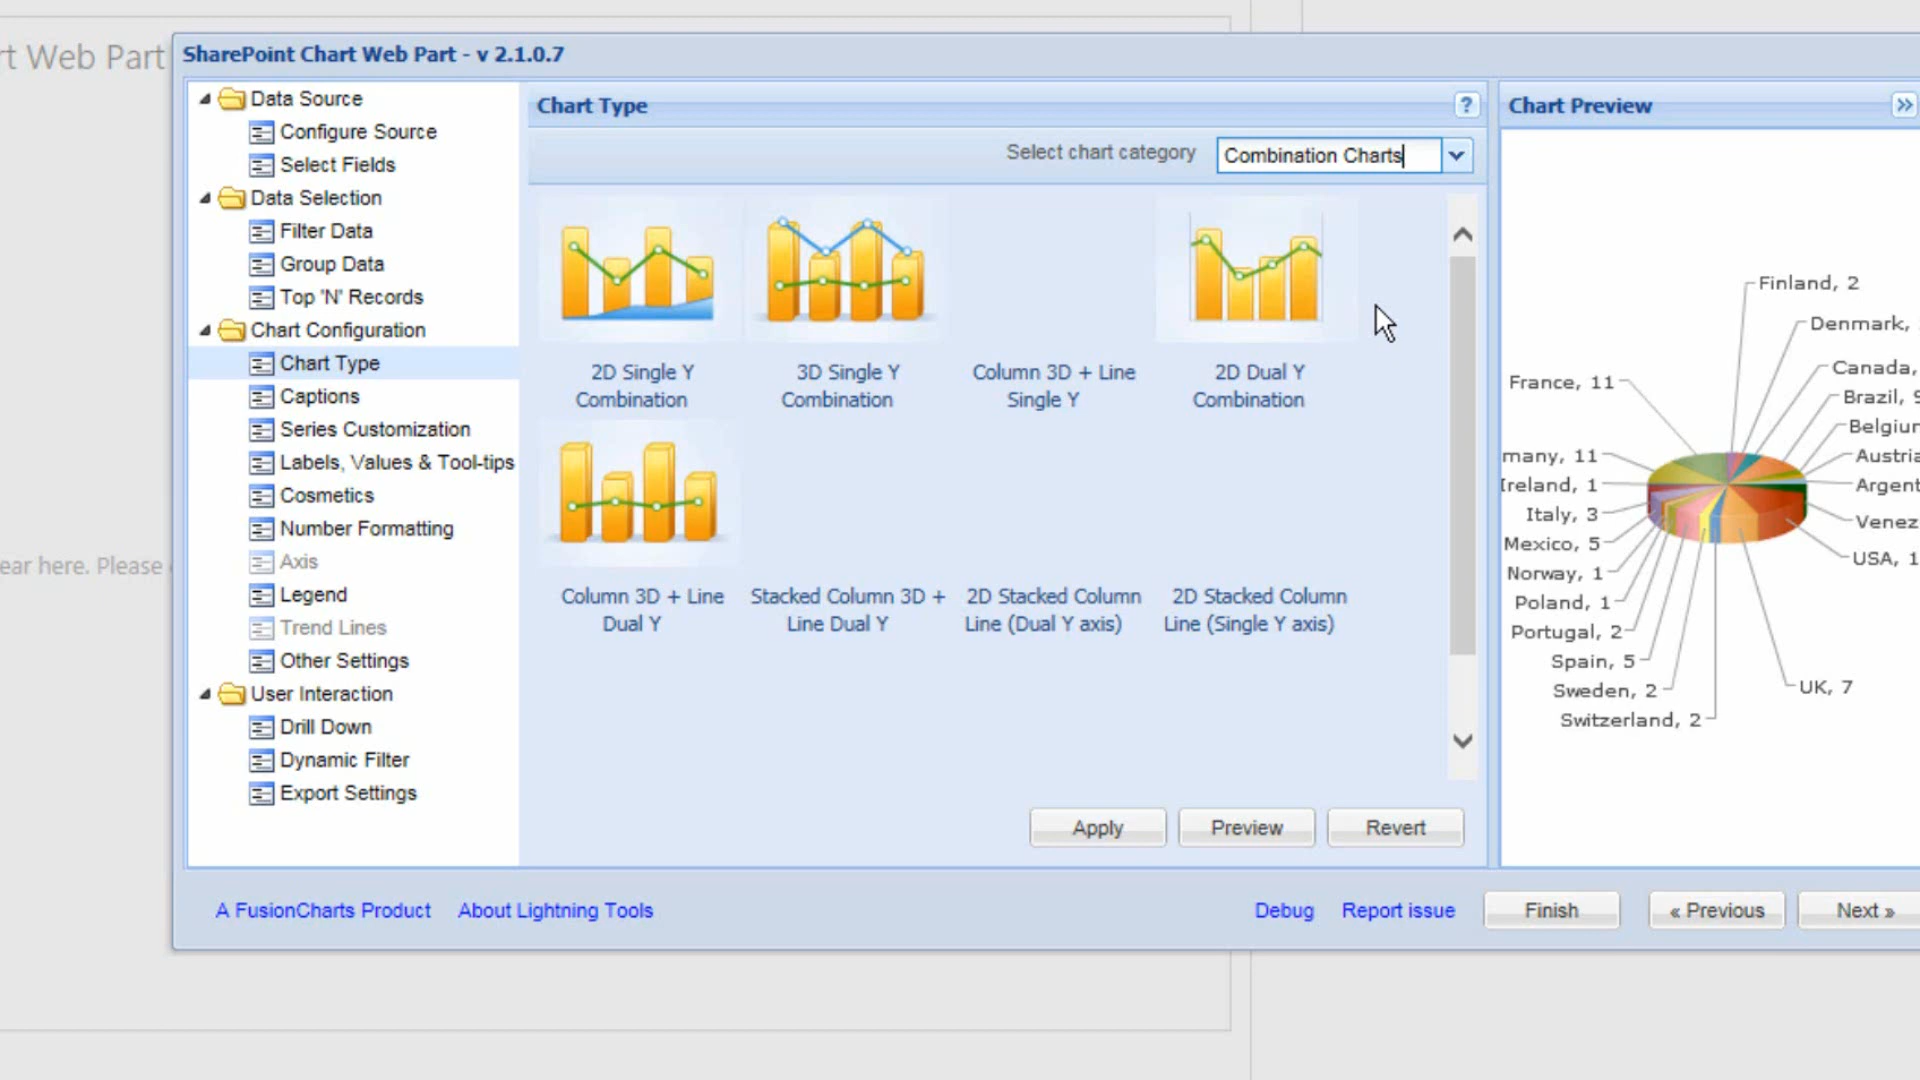 rt Web Part
SharePoint Chart Web Part - v 2.1.0.7
Data Source
Configure Source
Select Fields
Data Selection
Filter Data
Group Data
Top 'N' Records
Chart Configuration
Chart Type
Captions
Series Customization
Labels, Values & Tool-tips
Cosmetics
Number Formatting
Axis
Legend
Trend Lines
Other Settings
User Interaction
Drill Down
Dynamic Filter
Export Settings
ear here. Please
Chart Type
?
Select chart category
Combination Charts
2D Single Y
Combination
3D Single Y
Combination
Column 3D + Line
Single Y
2D Dual Y
Combination
Column 3D + Line
Dual Y
Stacked Column 3D +
Line Dual Y
2D Stacked Column
Line (Dual Y axis)
2D Stacked Column
Line (Single Y axis)
Apply
Preview
Revert
Chart Preview
»
Finland, 2
Denmark,
Canada,
Brazil, 9
Belgiun
Austria
Argent
Venez
USA, 1
UK, 7
France, 11
many, 11
Ireland, 1
Italy, 3
Mexico, 5
Norway, 1
Poland, 1
Portugal, 2
Spain, 5
Sweden, 2
Switzerland, 2
A FusionCharts Product
About Lightning Tools
Debug
Report issue
Finish
« Previous
Next »